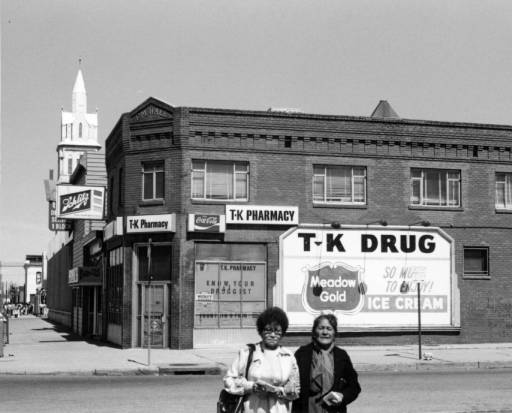 Schlitz
T-K Pharmacy
Coca-Cola
T-K PHARMACY
T.K. PHARMACY
KNOW YOUR
DRUGGIST
T-K DRUG
Meadow
Gold
SO MUCH
TO ENJOY!
ICE CREAM